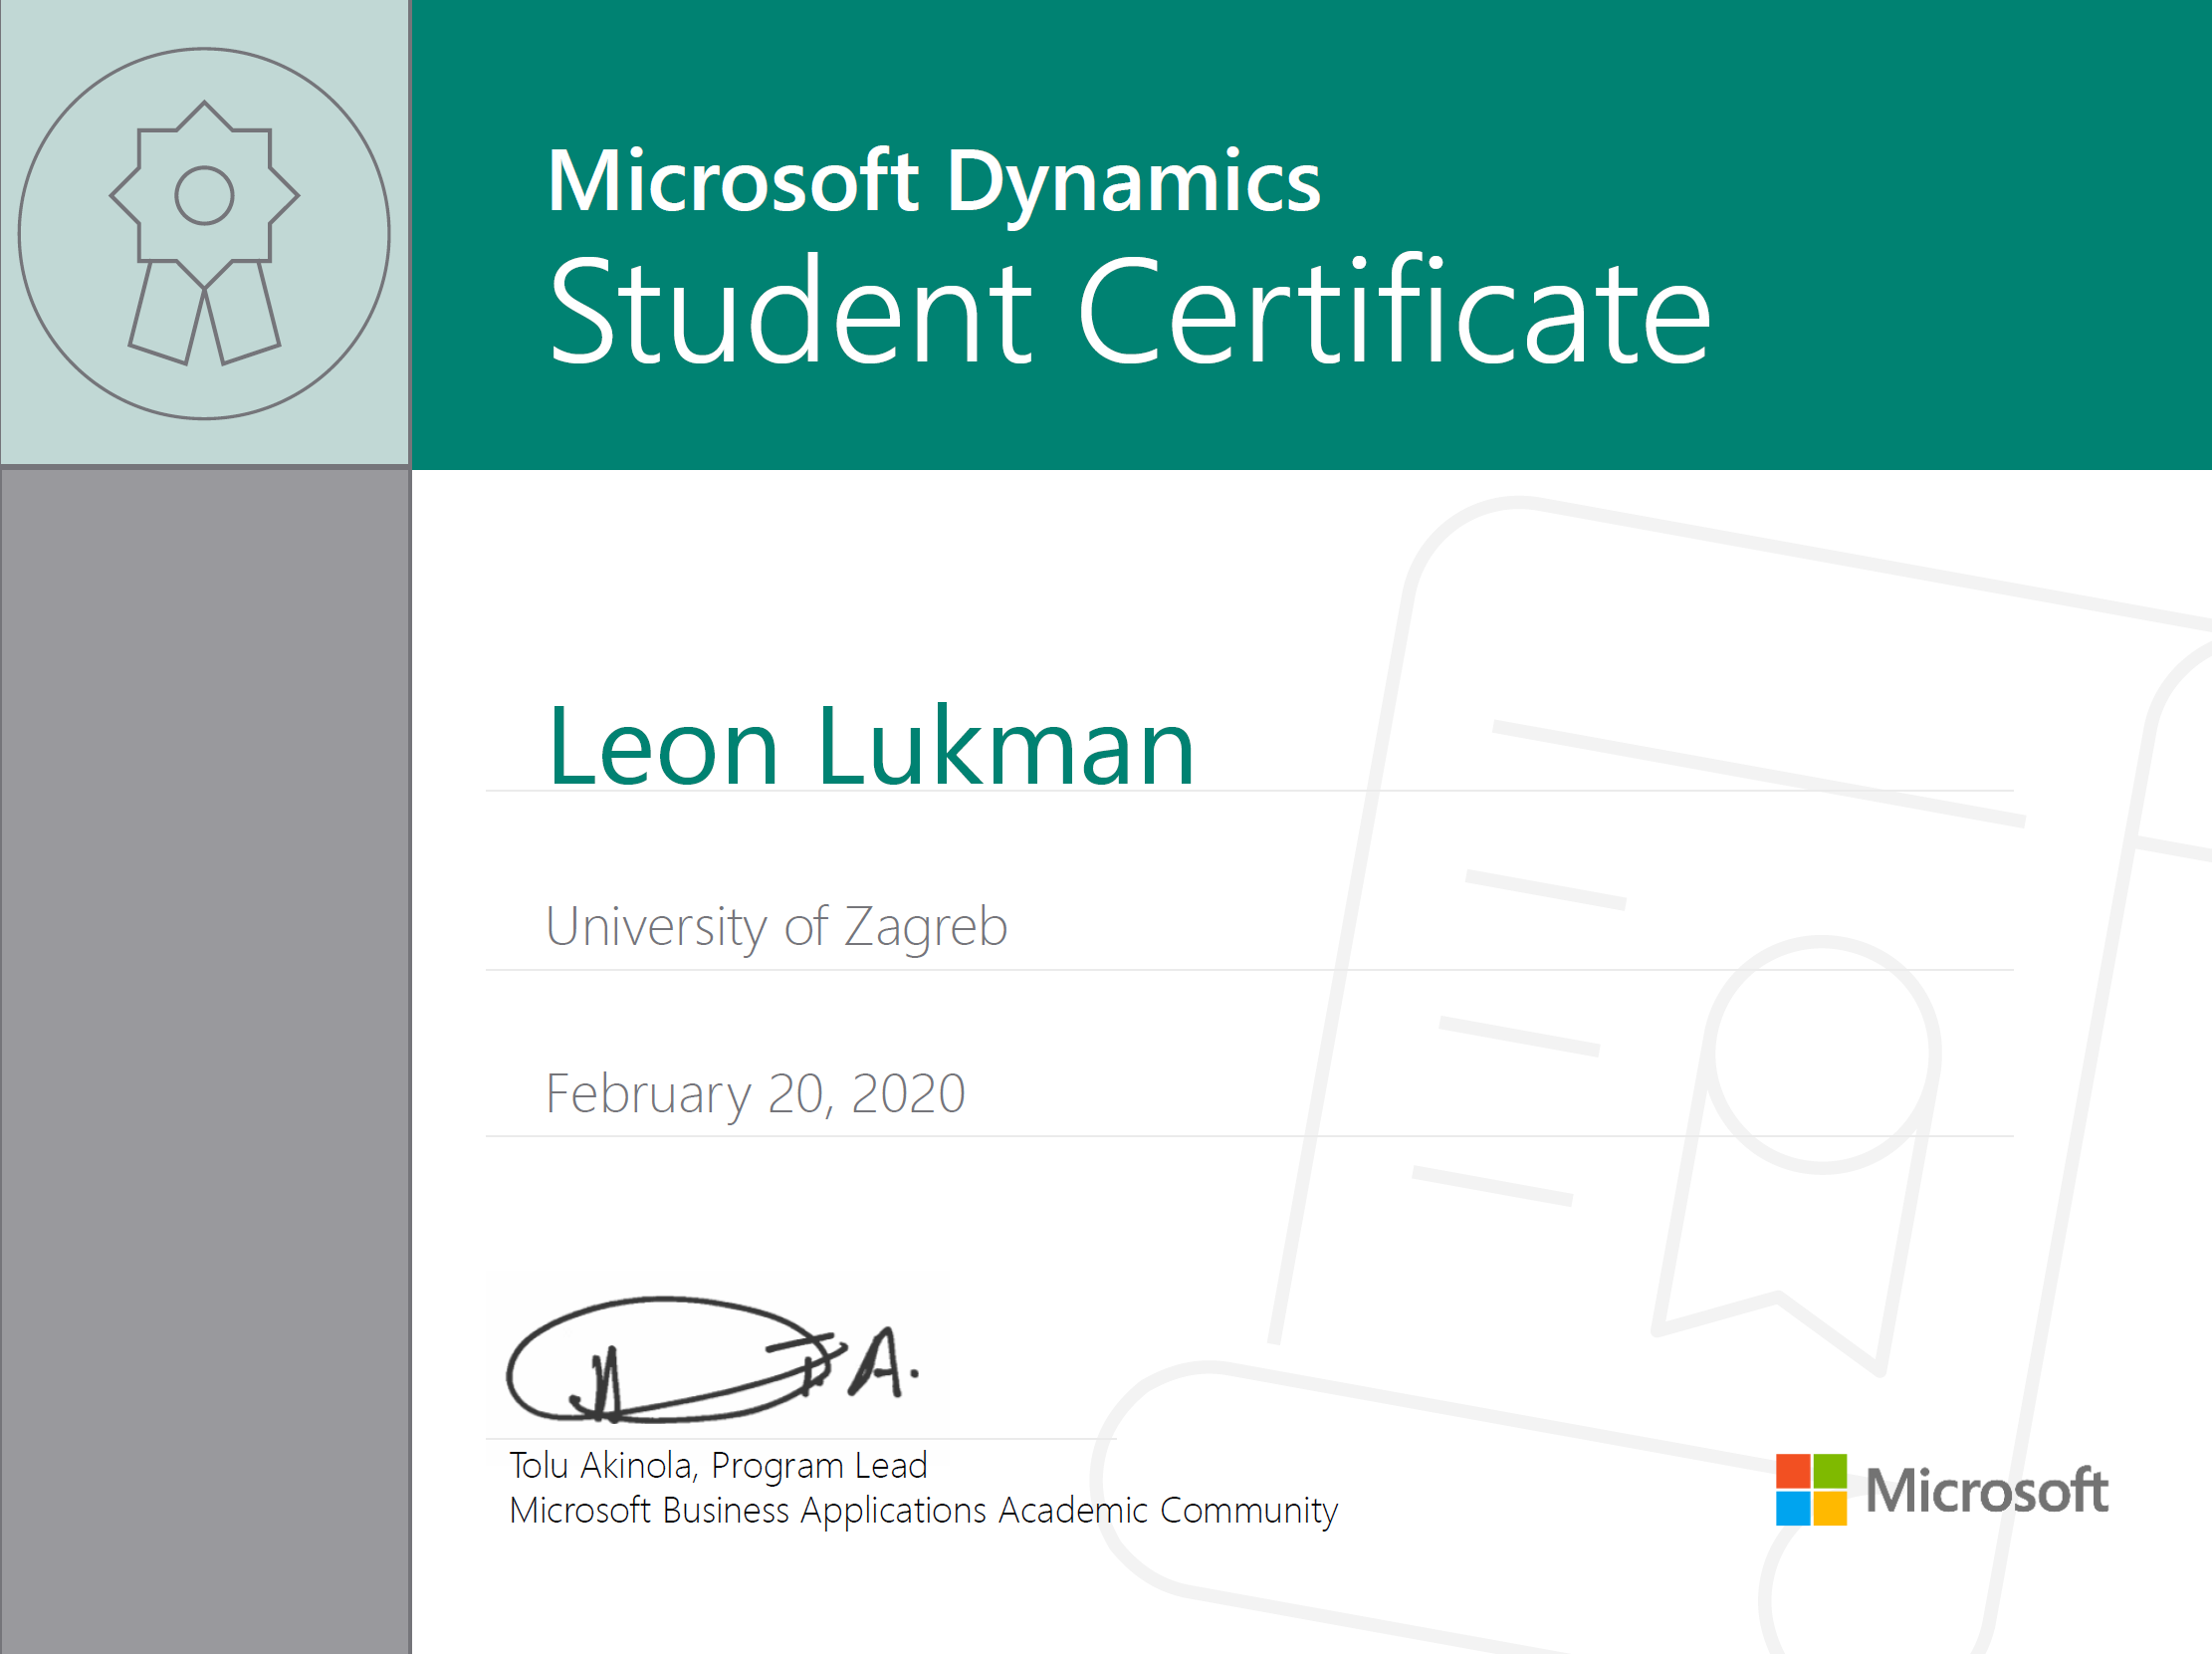 Microsoft Dynamics
Student Certificate
Leon Lukman
University of Zagreb
February 20, 2020
A.
Tolu Akinola, Program Lead
Microsoft Business Applications Academic Community
Microsoft